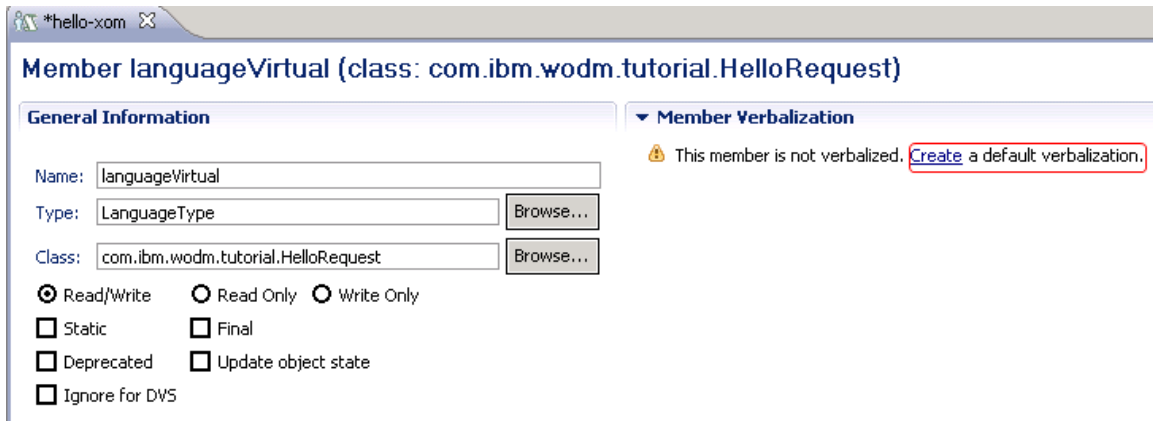 *hello-xom
Member languageVirtual (class: com.ibm.wodm.tutorial.HelloRequest)
General Information
Member Verbalization
This member is not verbalized. Create a default verbalization.
Name: languageVirtual
Type: LanguageType Browse...
Class: com.ibm.wodm.tutorial.HelloRequest Browse...
Read/Write Read Only Write Only
Static Final
Deprecated Update object state
Ignore for DVS